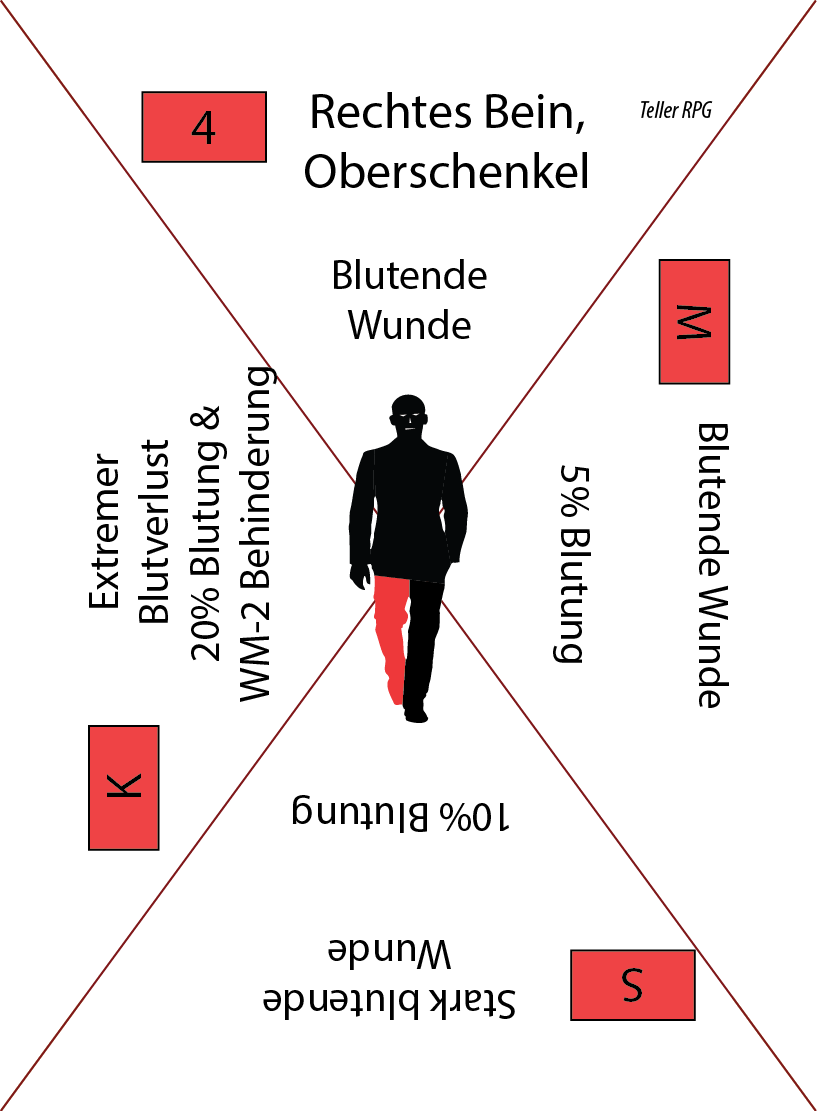 4
Rechtes Bein,
Oberschenkel
Teller RPG
Blutende
Wunde
M
Blutende Wunde
5% Blutung
S
Stark blutende
Wunde
10% Blutung
K
Extremer
Blutverlust
20% Blutung &
WM-2 Behinderung